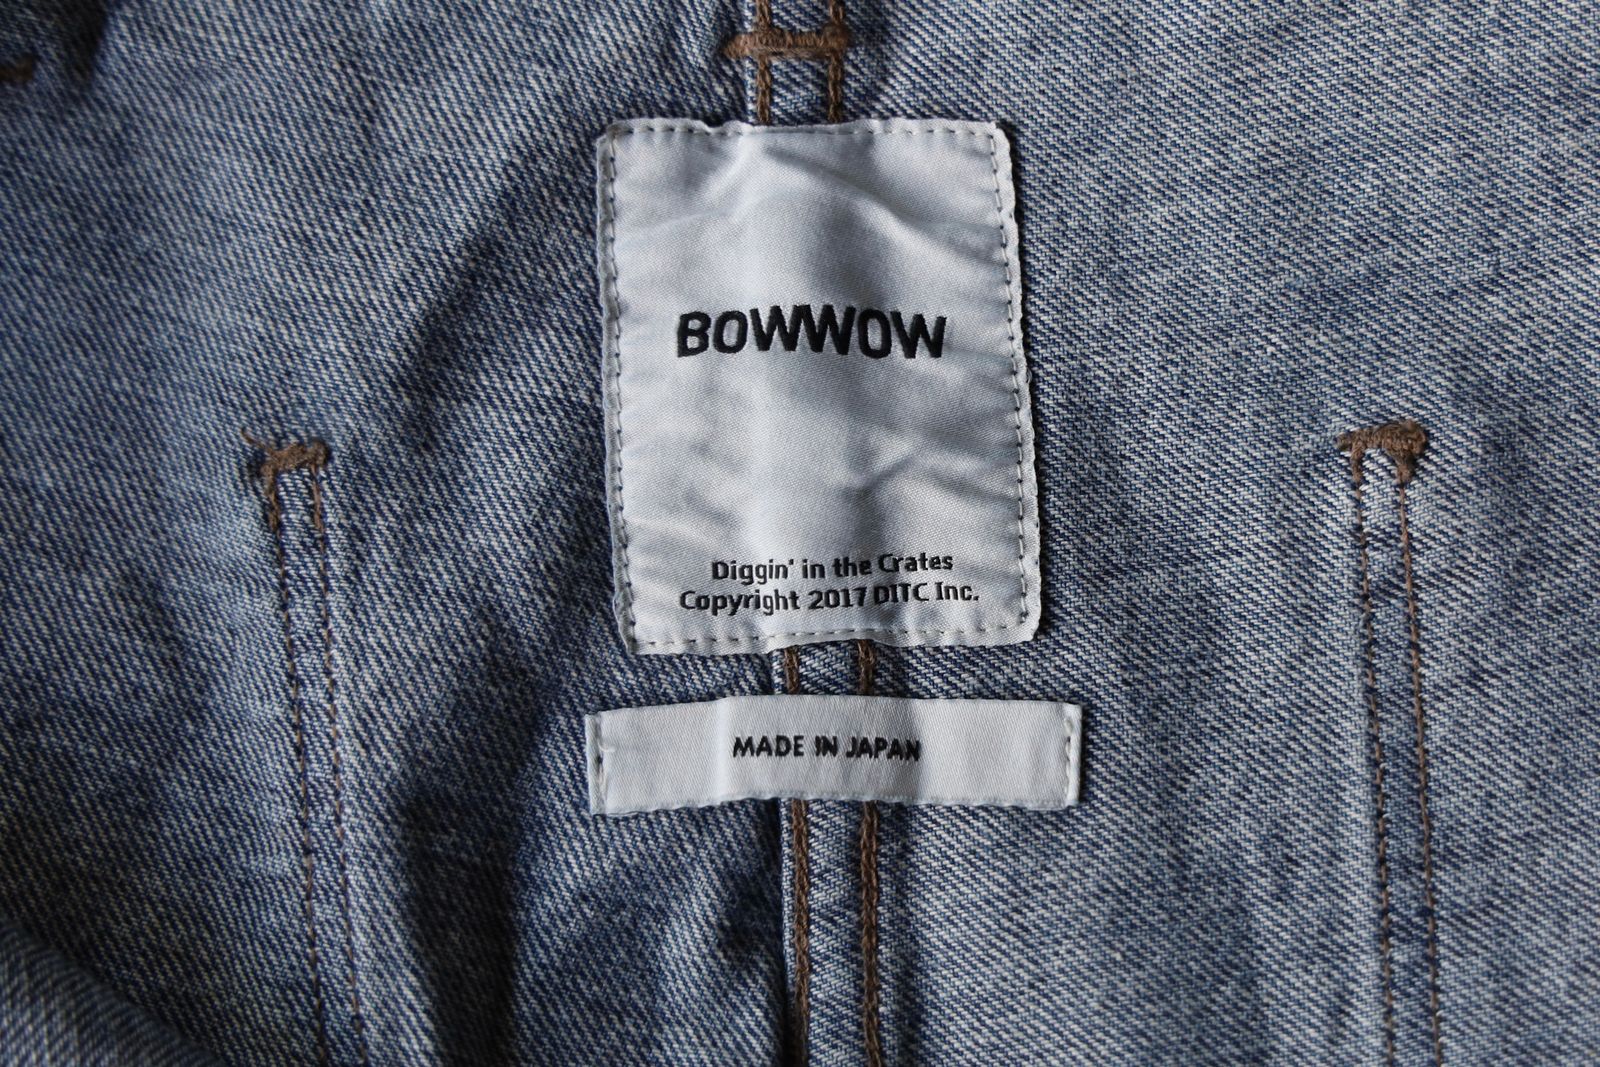 BOWWOW
Diggin' in the Crates
Copyright 2017 DITC Inc.
MADE IN JAPAN